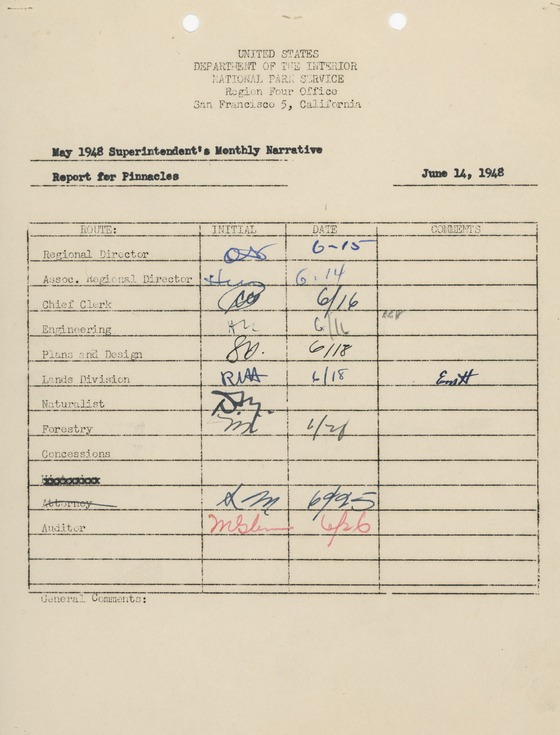 UNITED STATES
DEPARTMENT OF THE INTERIOR
NATIONAL PARK SERVICE
Region Four Office
San Francisco 5, California
May 1948 Superintendent's Monthly Narrative
Report for Pinnacles June 14, 1948
ROUTE: INITIAL DATE COMMENTS
Regional Director 6-15
Assoc. Regional Director 6-14
Chief Clerk 6/16
Engineering 6/16
Plans and Design 6/18
Lands Division 6/18
Naturalist
Forestry
Concessions
Attorney
Auditor 6/26
General Comments: